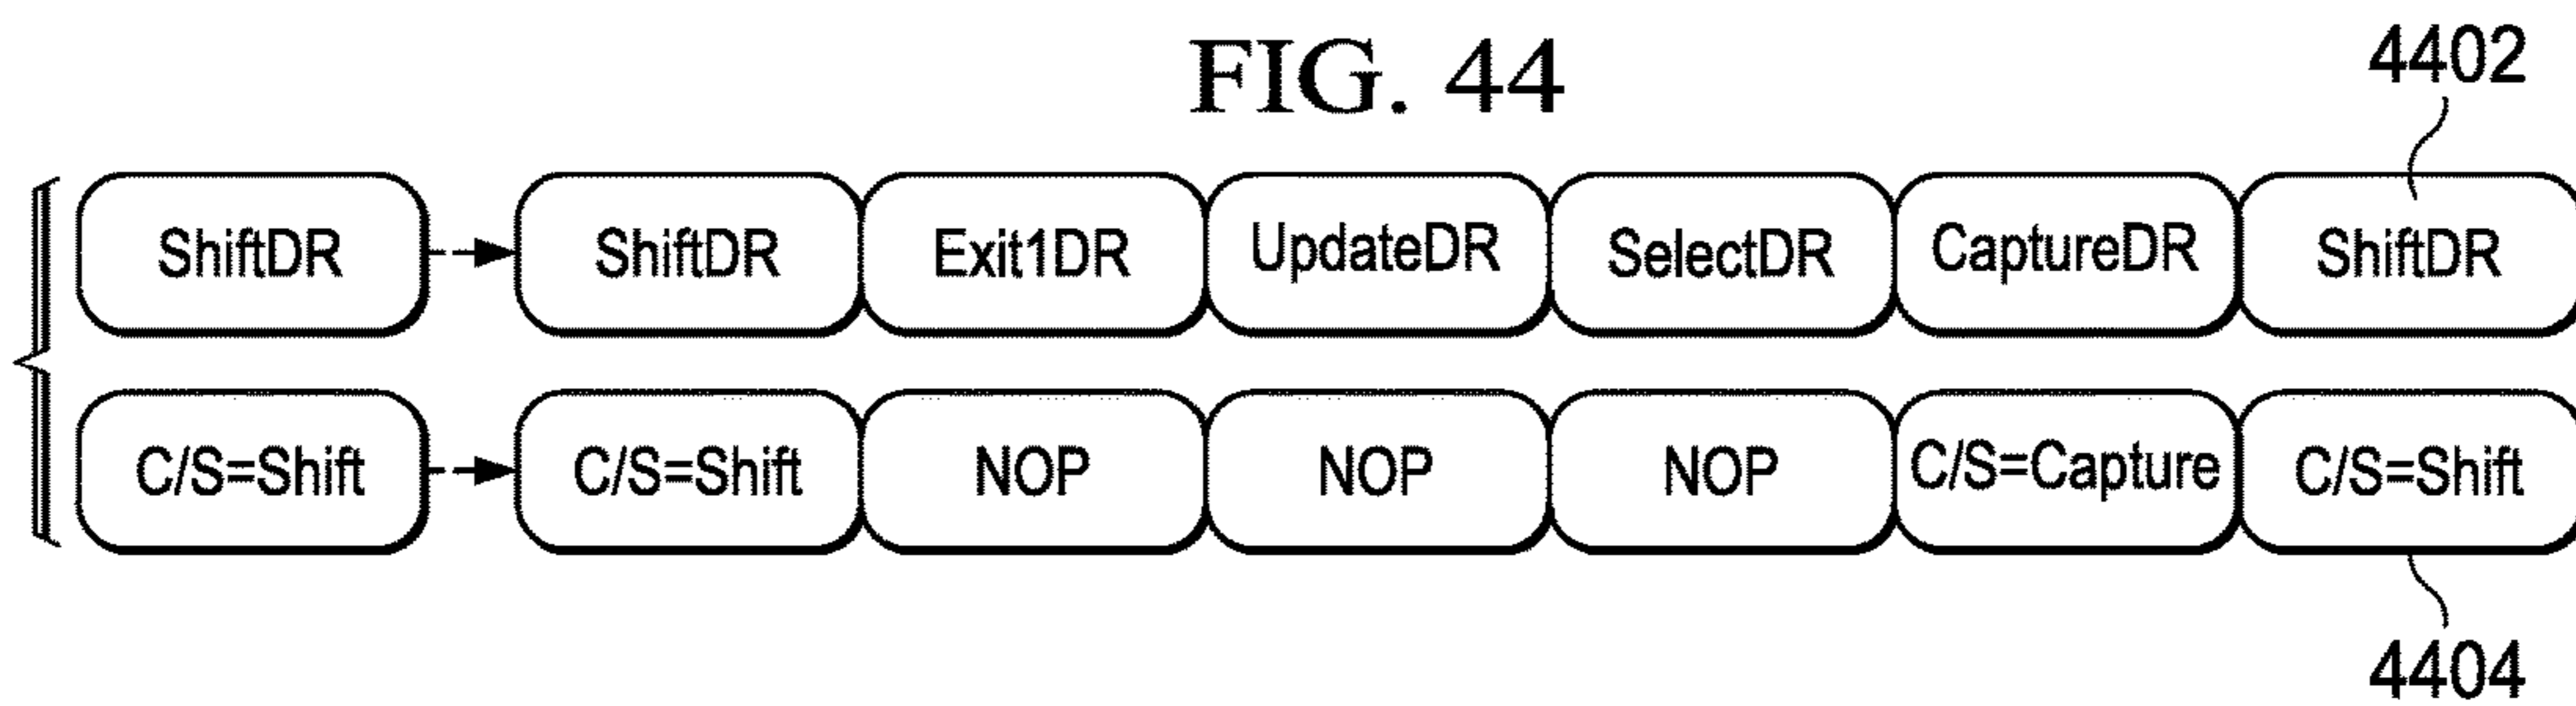 FIG. 44
4402
ShiftDR ShiftDR Exit1DR UpdateDR SelectDR CaptureDR ShiftDR
C/S=Shift C/S=Shift NOP NOP NOP C/S=Capture C/S=Shift
4404